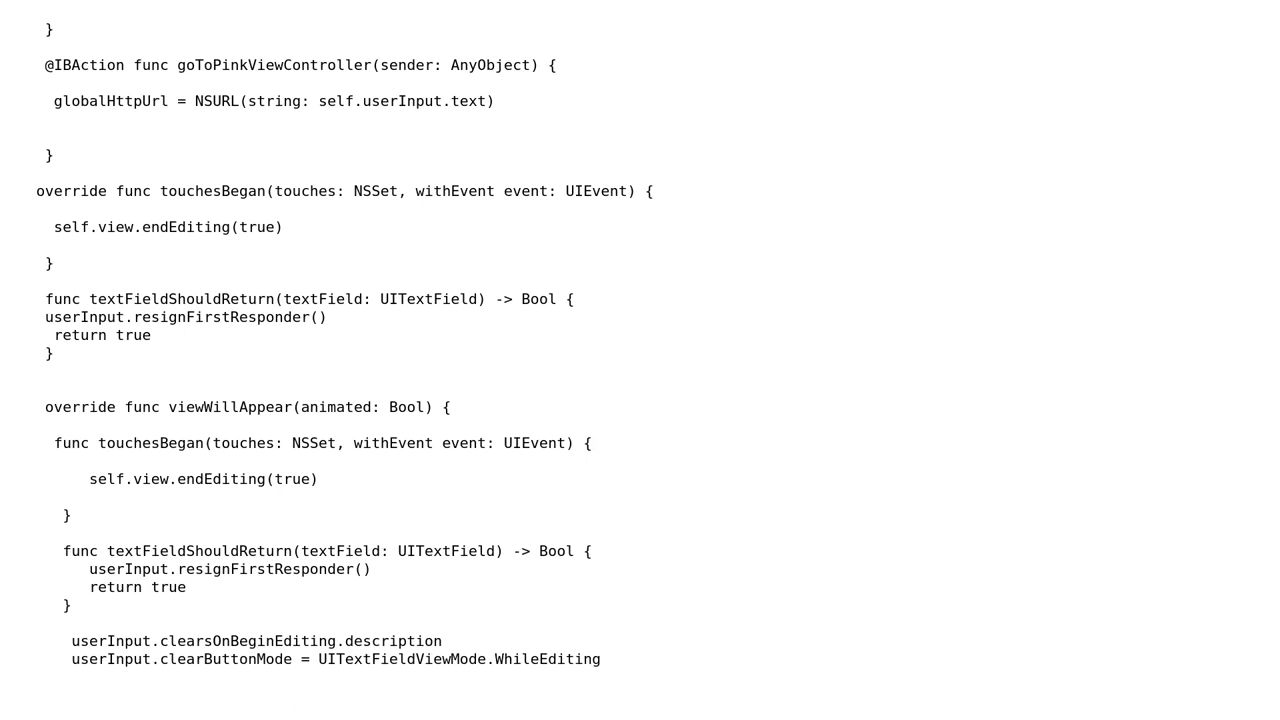 }
@IBAction func goToPinkViewController(sender: AnyObject) {
globalHttpUrl = NSURL(string: self.userInput.text)
}
override func touchesBegan(touches: NSSet, withEvent event: UIEvent) {
self.view.endEditing(true)
}
func textFieldShouldReturn(textField: UITextField) -> Bool {
userInput.resignFirstResponder()
return true
}
override func viewWillAppear(animated: Bool) {
func touchesBegan(touches: NSSet, withEvent event: UIEvent) {
self.view.endEditing(true)
}
func textFieldShouldReturn(textField: UITextField) -> Bool {
userInput.resignFirstResponder()
return true
}
userInput.clearsOnBeginEditing.description
userInput.clearButtonMode = UITextFieldViewMode.WhileEditing